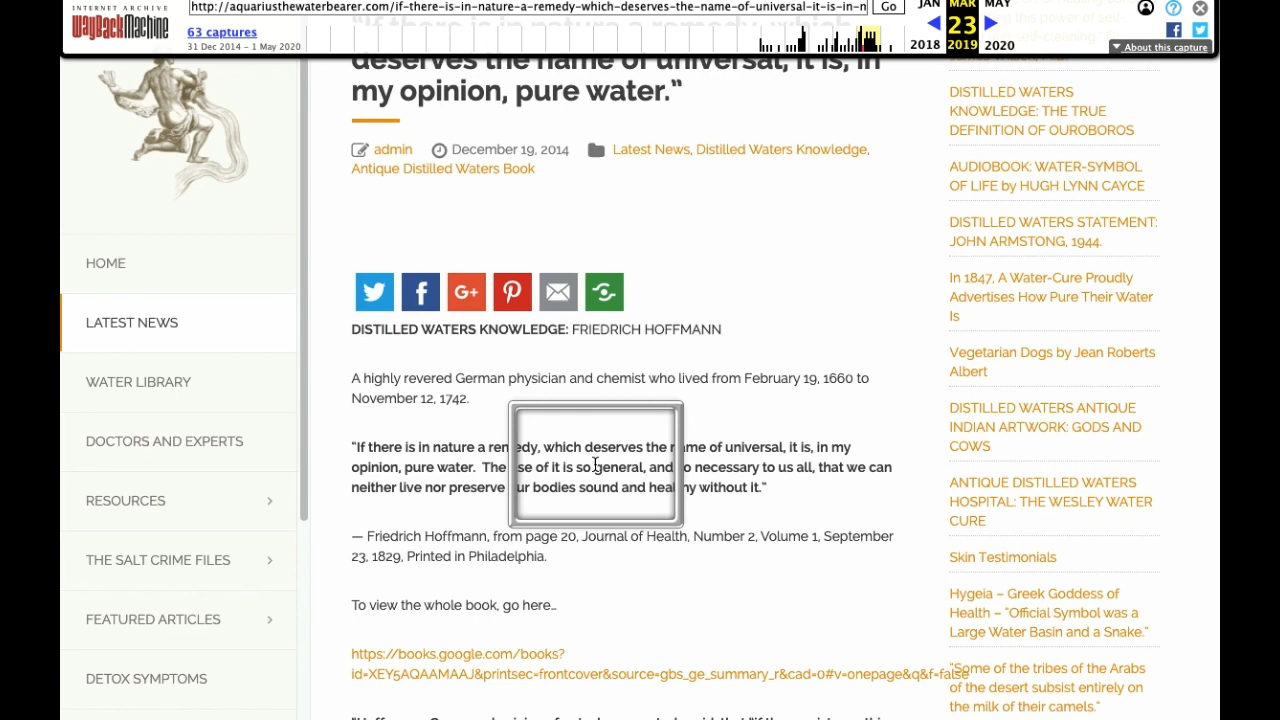 INTERNET ARCHIVE
WayBackMachine
http://aquariusthewaterbearer.com/if-there-is-in-nature-a-remedy-which-deserves-the-name-of-universal-it-is-in-n
Go
JAN MAR MAY
63 captures
23
31 Dec 2014 – 1 May 2020
2018 2019 2020
About this capture
deserves the name of universal, it is, in
my opinion, pure water.”
admin December 19, 2014 Latest News, Distilled Waters Knowledge,
Antique Distilled Waters Book
HOME
LATEST NEWS
WATER LIBRARY
DOCTORS AND EXPERTS
RESOURCES
THE SALT CRIME FILES
FEATURED ARTICLES
DETOX SYMPTOMS
G+
DISTILLED WATERS KNOWLEDGE: FRIEDRICH HOFFMANN
A highly revered German physician and chemist who lived from February 19, 1660 to
November 12, 1742.
“If there is in nature a remedy, which deserves the name of universal, it is, in my
opinion, pure water. The use of it is so general, and so necessary to us all, that we can
neither live nor preserve our bodies sound and healthy without it.”
— Friedrich Hoffmann, from page 20, Journal of Health, Number 2, Volume 1, September
23, 1829, Printed in Philadelphia.
To view the whole book, go here…
https://books.google.com/books?
id=XEY5AQAAMAAJ&printsec=frontcover&source=gbs_ge_summary_r&cad=0#v=onepage&q&f=false
DISTILLED WATERS
KNOWLEDGE: THE TRUE
DEFINITION OF OUROBOROS
AUDIOBOOK: WATER-SYMBOL
OF LIFE by HUGH LYNN CAYCE
DISTILLED WATERS STATEMENT:
JOHN ARMSTONG, 1944.
In 1847, A Water-Cure Proudly
Advertises How Pure Their Water
Is
Vegetarian Dogs by Jean Roberts
Albert
DISTILLED WATERS ANTIQUE
INDIAN ARTWORK: GODS AND
COWS
ANTIQUE DISTILLED WATERS
HOSPITAL: THE WESLEY WATER
CURE
Skin Testimonials
Hygeia – Greek Goddess of
Health – “Official Symbol was a
Large Water Basin and a Snake.”
“Some of the tribes of the Arabs
of the desert subsist entirely on
the milk of their camels.”